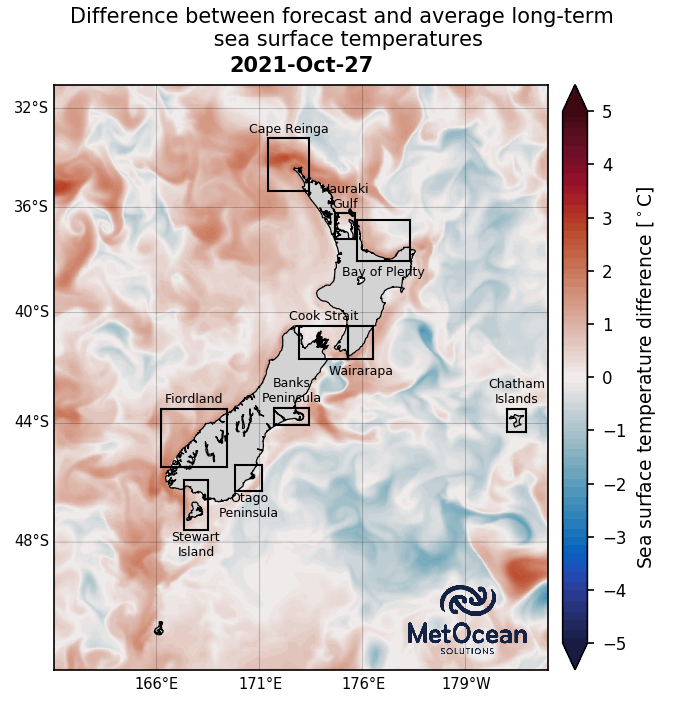 Difference between forecast and average long-term
sea surface temperatures
2021-Oct-27
32°S
36°S
40°S
44°S
48°S
Cape Reinga
Hauraki
Gulf
Bay of Plenty
Cook Strait
Wairarapa
Banks
Peninsula
Fiordland
Chatham
Islands
Otago
Peninsula
Stewart
Island
MetOcean
SOLUTIONS
166°E
171°E
176°E
179°W
5
4
3
2
1
0
−1
−2
−3
−4
−5
Sea surface temperature difference [°C]